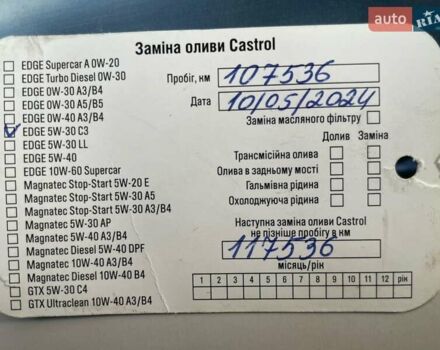 auto RIA
Заміна оливи Castrol
EDGE Supercar A 0W-20
EDGE Turbo Diesel 0W-30
EDGE 0W-30 A3/B4
EDGE 0W-30 A5/B5
EDGE 0W-40 A3/B4
EDGE 5W-30 C3
EDGE 5W-30 LL
EDGE 5W-40
EDGE 10W-60 Supercar
Magnatec Stop-Start 5W-20 E
Magnatec Stop-Start 5W-30 A5
Magnatec Stop-Start 5W-30 A3/B4
Magnatec 5W-30 AP
Magnatec 5W-40 A3/B4
Magnatec Diesel 5W-40 DPF
Magnatec 10W-40 A3/B4
Magnatec Diesel 10W-40 B4
GTX 5W-30 C4
GTX Ultraclean 10W-40 A3/B4
Пробіг, км 107536
Дата 10/05/2024
Заміна масляного фільтру
Долив Заміна
Трансмісійна олива
Олива в задньому мості
Гальмівна рідина
Охолоджуюча рідина
Наступна заміна оливи Castrol
не пізніше пробігу в км
117536
місяць/рік
1 2 3 4 5 6 7 8 9 10 11 12 рік